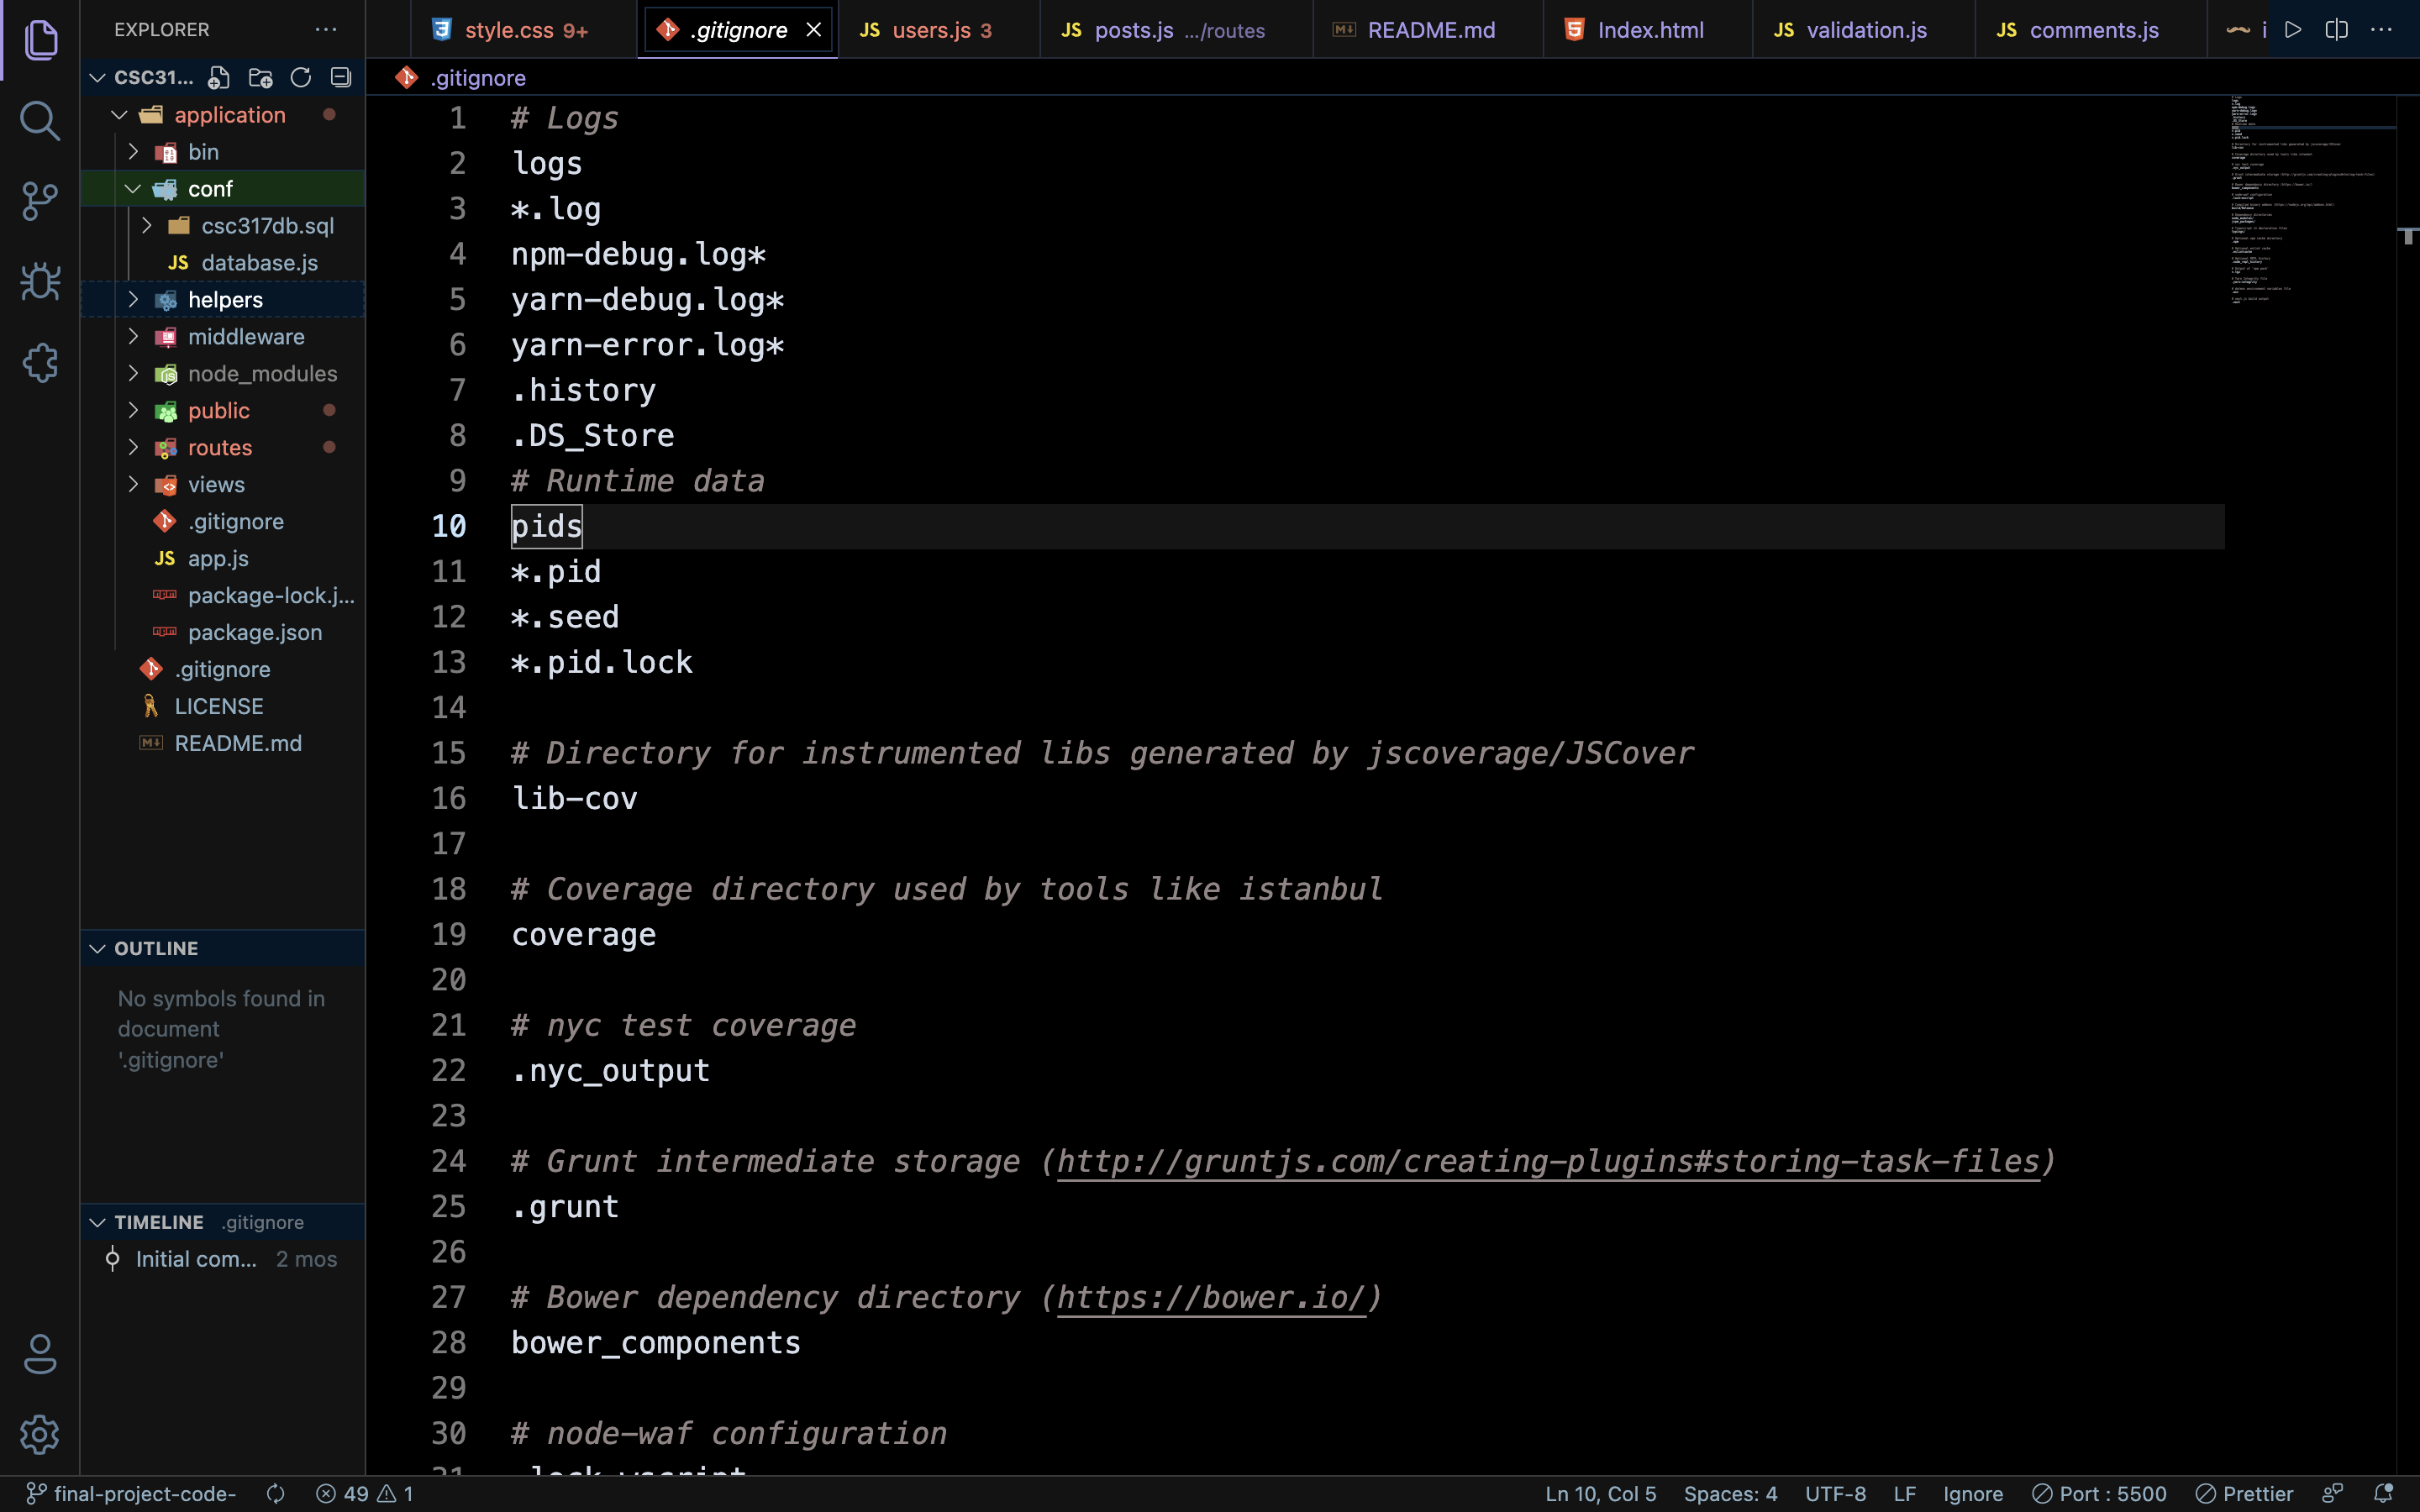 EXPLORER
style.css 9+
.gitignore
JS users.js 3
JS posts.js .../routes
README.md
Index.html
JS validation.js
JS comments.js
i
CSC31...
.gitignore
application
bin
conf
csc317db.sql
JS database.js
helpers
middleware
node_modules
public
routes
views
.gitignore
JS app.js
package-lock.j...
package.json
.gitignore
LICENSE
README.md
OUTLINE
No symbols found in
document
'.gitignore'
TIMELINE .gitignore
Initial com... 2 mos
1 # Logs
2 logs
3 *.log
4 npm-debug.log*
5 yarn-debug.log*
6 yarn-error.log*
7 .history
8 .DS_Store
9 # Runtime data
10 pids
11 *.pid
12 *.seed
13 *.pid.lock
14
15 # Directory for instrumented libs generated by jscoverage/JSCover
16 lib-cov
17
18 # Coverage directory used by tools like istanbul
19 coverage
20
21 # nyc test coverage
22 .nyc_output
23
24 # Grunt intermediate storage (http://gruntjs.com/creating-plugins#storing-task-files)
25 .grunt
26
27 # Bower dependency directory (https://bower.io/)
28 bower_components
29
30 # node-waf configuration
31 .lock-wscript
final-project-code- 49 1
Ln 10, Col 5 Spaces: 4 UTF-8 LF Ignore Port : 5500 Prettier